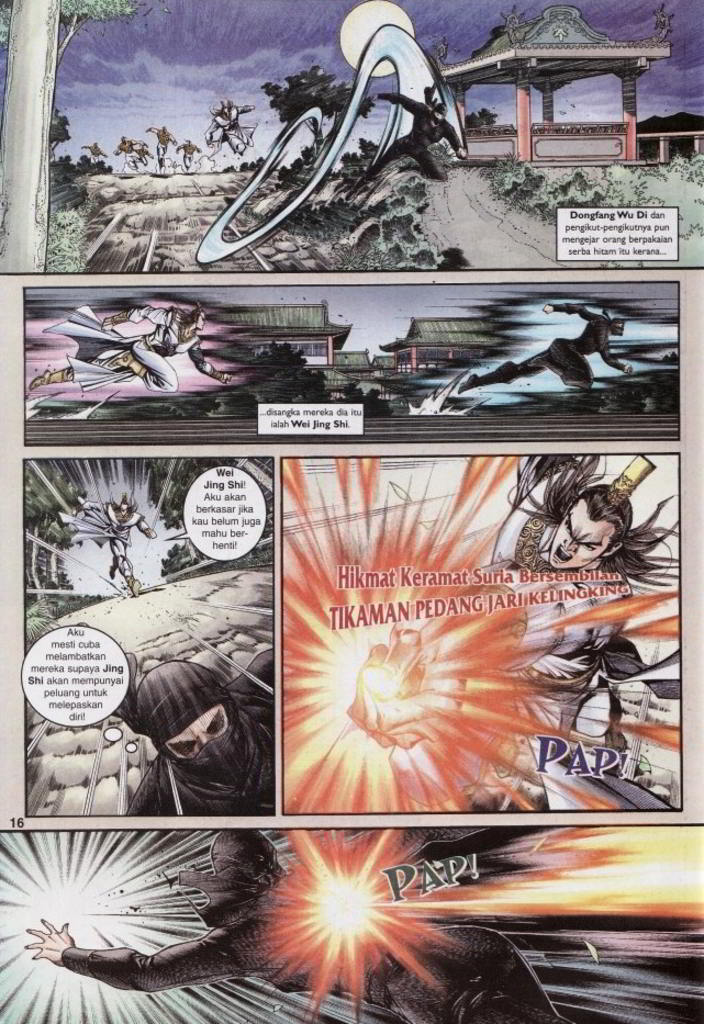 Dongfang Wu Di dan
pengikut-pengikutnya pun
mengejar orang berpakaian
serba hitam itu kerana...
...disangka mereka dia itu
ialah Wei Jing Shi.
Wei
Jing Shi!
Aku akan
berkasar jika
kau belum juga
mahu ber-
henti!
Aku
mesti cuba
melambatkan
mereka supaya Jing
Shi akan mempunyai
peluang untuk
melepaskan
diri!
Hikmat Keramat Suria Bersembilan
TIKAMAN PEDANG JARI KELINGKING
PAP!
16
PAP!